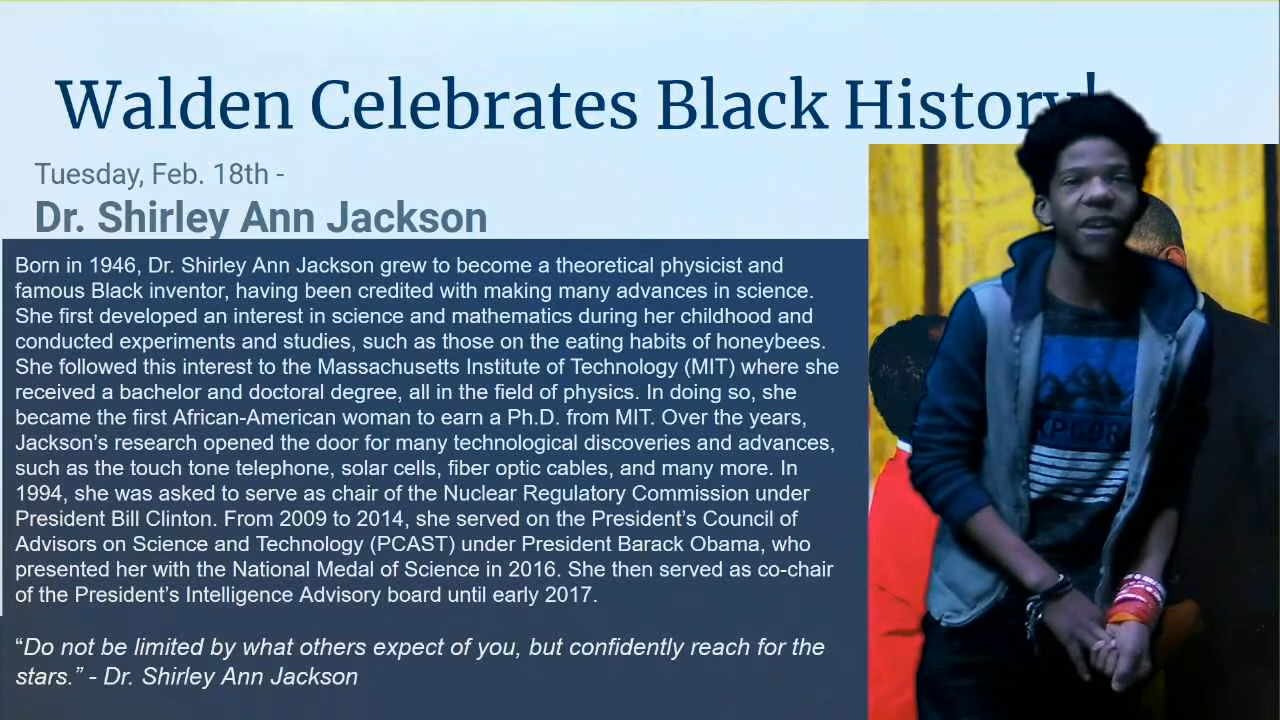 Walden Celebrates Black History!
Tuesday, Feb. 18th -
Dr. Shirley Ann Jackson
Born in 1946, Dr. Shirley Ann Jackson grew to become a theoretical physicist and
famous Black inventor, having been credited with making many advances in science.
She first developed an interest in science and mathematics during her childhood and
conducted experiments and studies, such as those on the eating habits of honeybees.
She followed this interest to the Massachusetts Institute of Technology (MIT) where she
received a bachelor and doctoral degree, all in the field of physics. In doing so, she
became the first African-American woman to earn a Ph.D. from MIT. Over the years,
Jackson’s research opened the door for many technological discoveries and advances,
such as the touch tone telephone, solar cells, fiber optic cables, and many more. In
1994, she was asked to serve as chair of the Nuclear Regulatory Commission under
President Bill Clinton. From 2009 to 2014, she served on the President’s Council of
Advisors on Science and Technology (PCAST) under President Barack Obama, who
presented her with the National Medal of Science in 2016. She then served as co-chair
of the President’s Intelligence Advisory board until early 2017.
“Do not be limited by what others expect of you, but confidently reach for the
stars.” - Dr. Shirley Ann Jackson